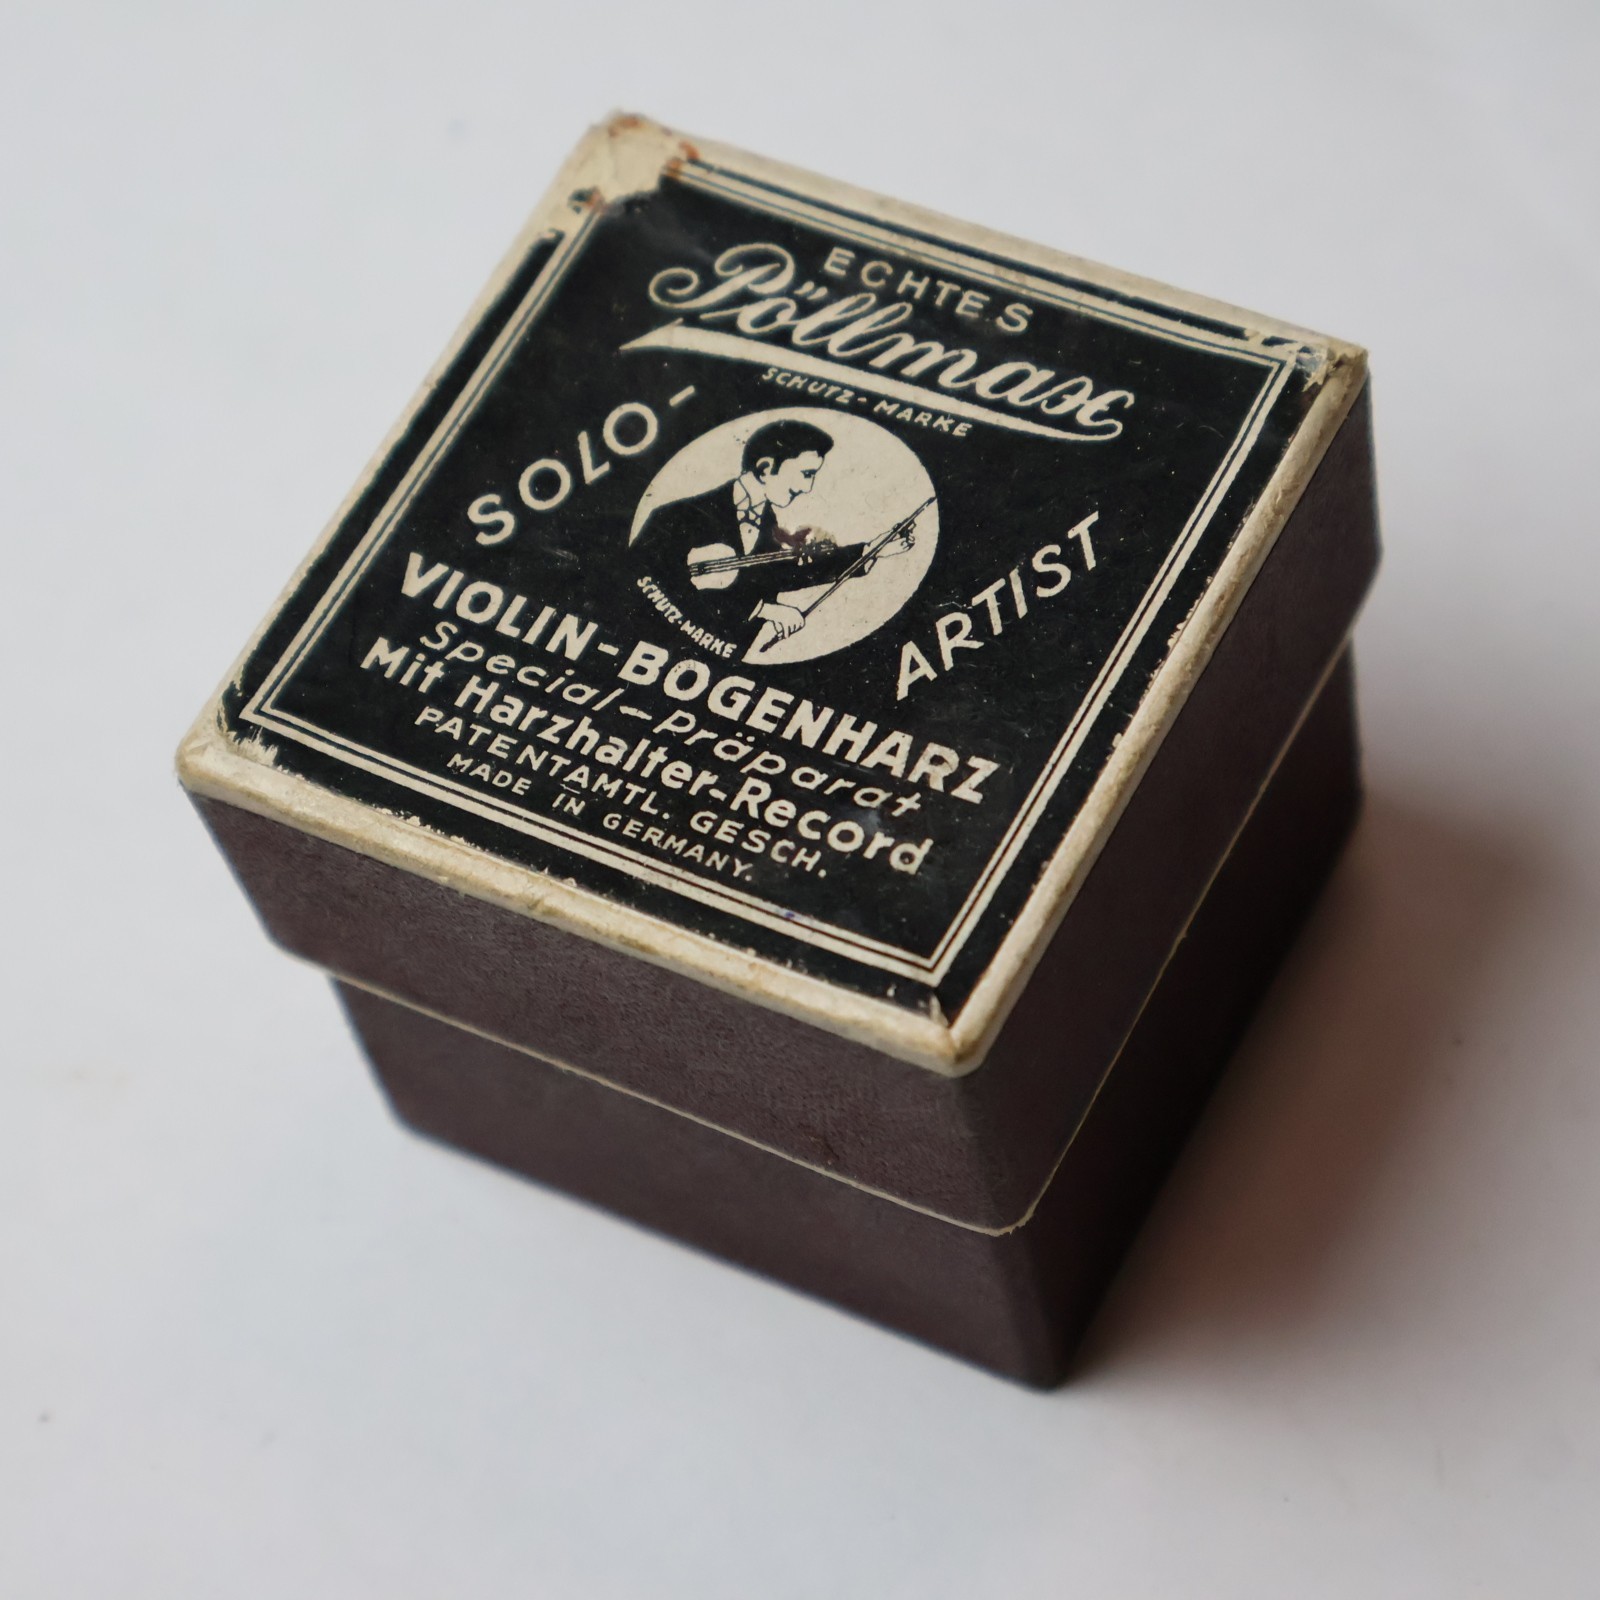 ECHTES
Pöllmax
SCHUTZ-MARKE
SOLO-
ARTIST
SCHUTZ-MARKE
VIOLIN-BOGENHARZ
Special-Präparat
Mit Harzhalter-Record
PATENTAMTL. GESCH.
MADE IN GERMANY.